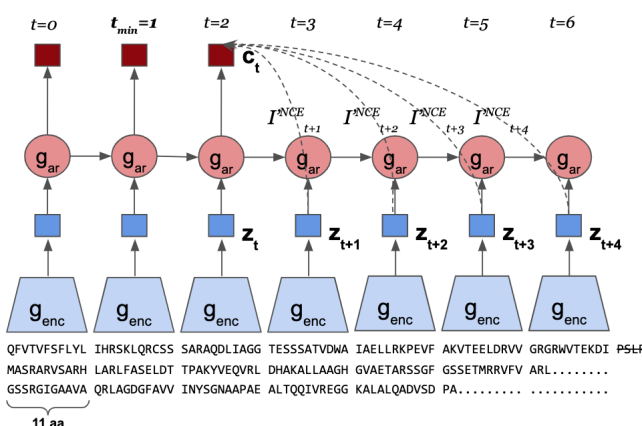 t=0 t_min=1 t=2 t=3 t=4 t=5 t=6
c_t
I^NCE_t+1 I^NCE_t+2 I^NCE_t+3 I^NCE_t+4
g_ar g_ar g_ar g_ar g_ar g_ar g_ar
z_t z_t+1 z_t+2 z_t+3 z_t+4
g_enc g_enc g_enc g_enc g_enc g_enc g_enc
QFVTVFSFLYL IHRSKLQRCSS SARAQDLIAGG TESSSATVDWA IAELLRKPEVF AKVTEELDRVV GRGRWVTEKDI PSLP
MASRARVSARH LARLFASELDT TPAKYVEQVRL DHAKALLAAGH GVAETARSSGF GSSETMRRVFV ARL........
GSSRGIGAAVA QRLAGDGFAVV INYSGNAAPAE ALTQQIVREGG KALALQADVSD PA......... ...........
11 aa